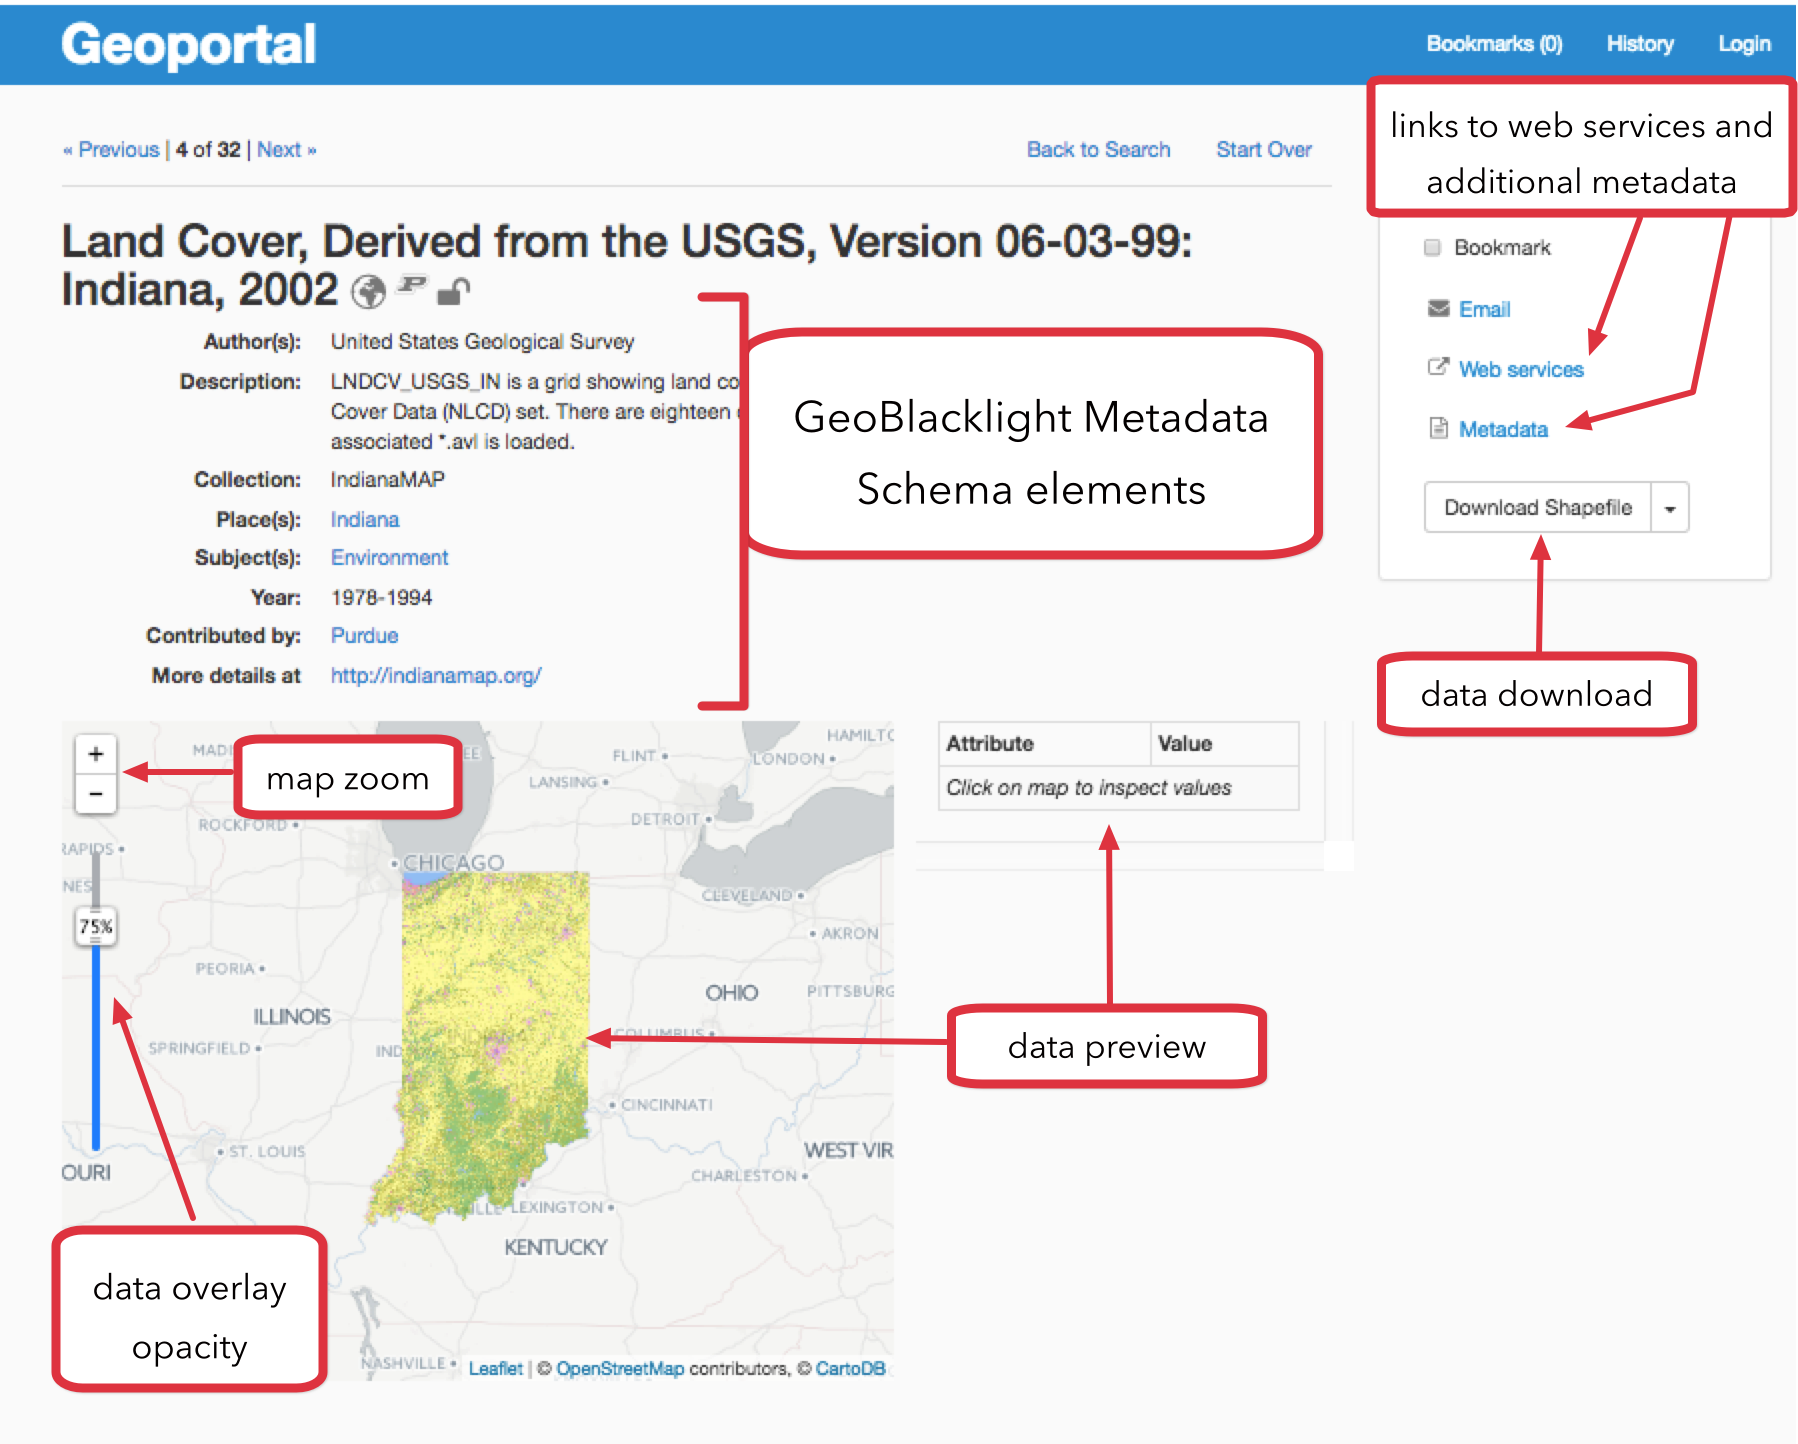 Geoportal
Bookmarks (0) History Login
links to web services and
additional metadata
« Previous | 4 of 32 | Next »
Back to Search Start Over
Land Cover, Derived from the USGS, Version 06-03-99:
Indiana, 2002
Author(s): United States Geological Survey
Description: LNDCV_USGS_IN is a grid showing land co
Cover Data (NLCD) set. There are eighteen
associated *.avl is loaded.
Collection: IndianaMAP
Place(s): Indiana
Subject(s): Environment
Year: 1978-1994
Contributed by: Purdue
More details at http://indianamap.org/
GeoBlacklight Metadata
Schema elements
Bookmark
Email
Web services
Metadata
Download Shapefile
data download
+
−
map zoom
75%
data overlay
opacity
MADI
EE
FLINT
HAMILTO
LONDON
LANSING
ROCKFORD
DETROIT
RAPIDS
CHICAGO
NES
CLEVELAND
AKRON
PEORIA
OHIO
PITTSBURG
ILLINOIS
COLUMBUS
SPRINGFIELD
IND
CINCINNATI
ST. LOUIS
WEST VIR
OURI
CHARLESTON
ILLE
LEXINGTON
KENTUCKY
NASHVILLE
Leaflet | © OpenStreetMap contributors, © CartoDB
Attribute Value
Click on map to inspect values
data preview